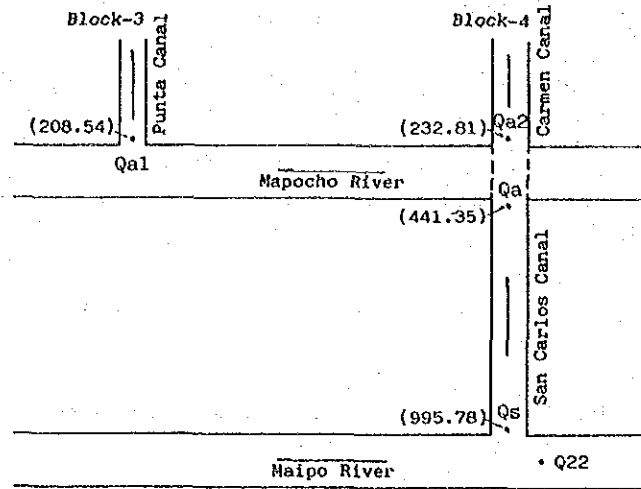 Block-3
Block-4
Punta Canal
Carmen Canal
(208.54)
(232.81)
Qa2
Qa1
Mapocho River
Qa
(441.35)
San Carlos Canal
(995.78)
Qs
Maipo River
Q22